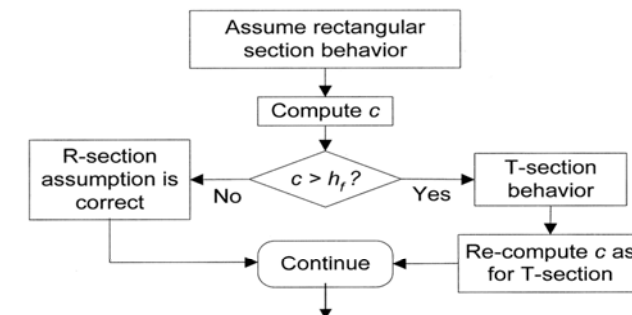 Assume rectangular
section behavior
Compute c
R-section
assumption is
correct
c > h_f ?
No
Yes
T-section
behavior
Re-compute c as
for T-section
Continue